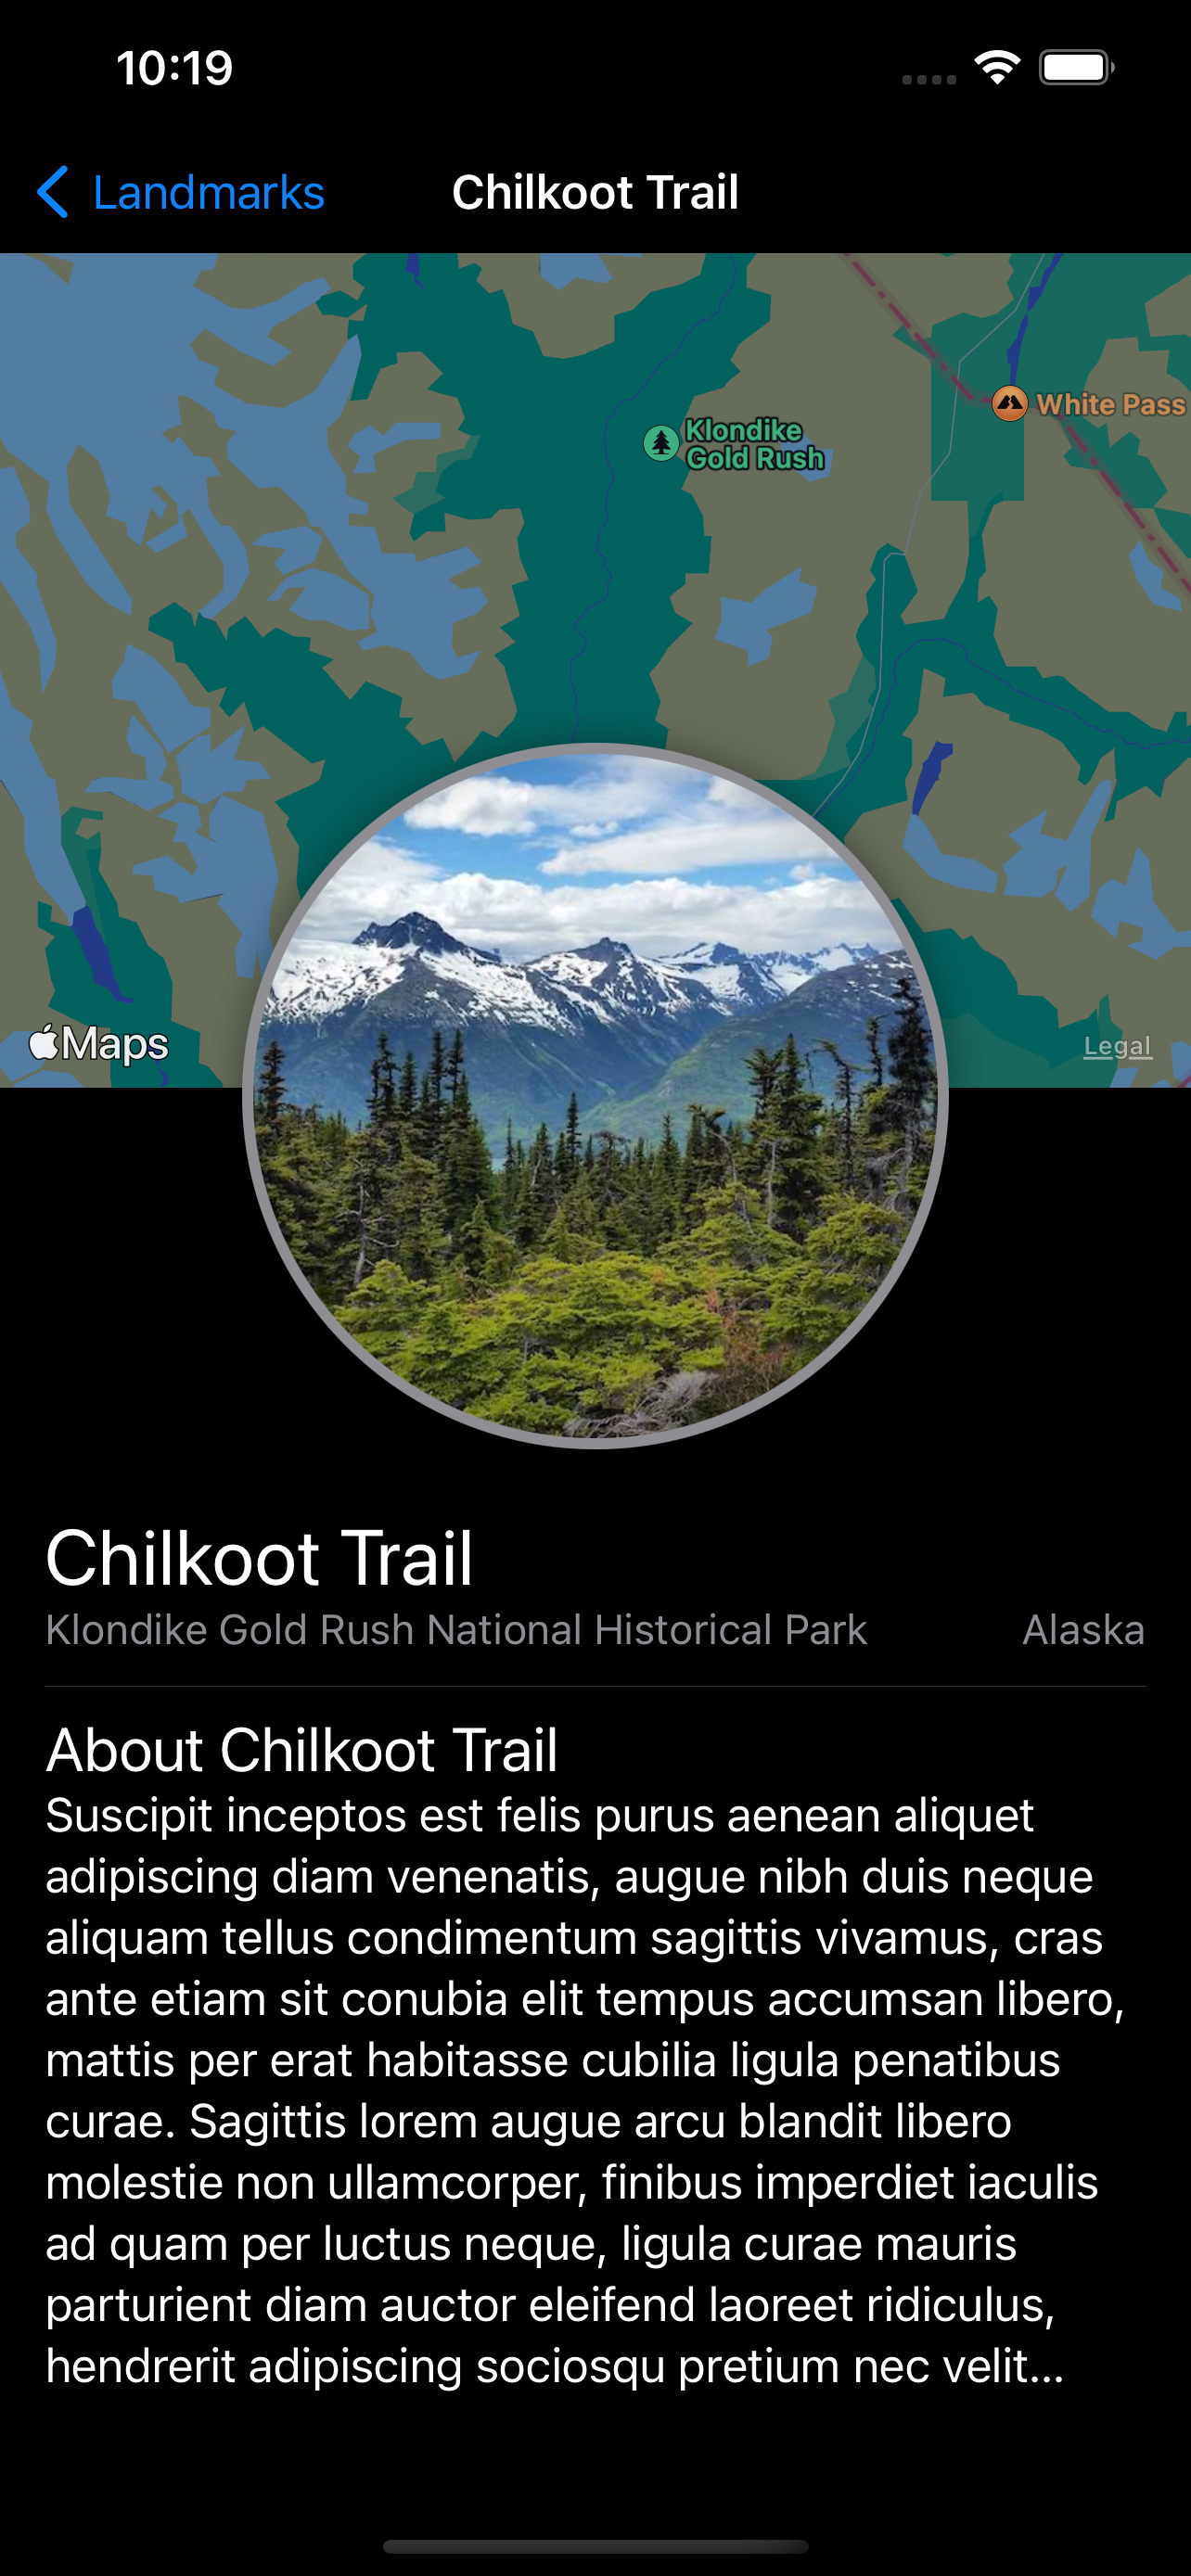 10:19
Landmarks
Chilkoot Trail
White Pass
Klondike
Gold Rush
Maps
Legal
Chilkoot Trail
Klondike Gold Rush National Historical Park
Alaska
About Chilkoot Trail
Suscipit inceptos est felis purus aenean aliquet
adipiscing diam venenatis, augue nibh duis neque
aliquam tellus condimentum sagittis vivamus, cras
ante etiam sit conubia elit tempus accumsan libero,
mattis per erat habitasse cubilia ligula penatibus
curae. Sagittis lorem augue arcu blandit libero
molestie non ullamcorper, finibus imperdiet iaculis
ad quam per luctus neque, ligula curae mauris
parturient diam auctor eleifend laoreet ridiculus,
hendrerit adipiscing sociosqu pretium nec velit...